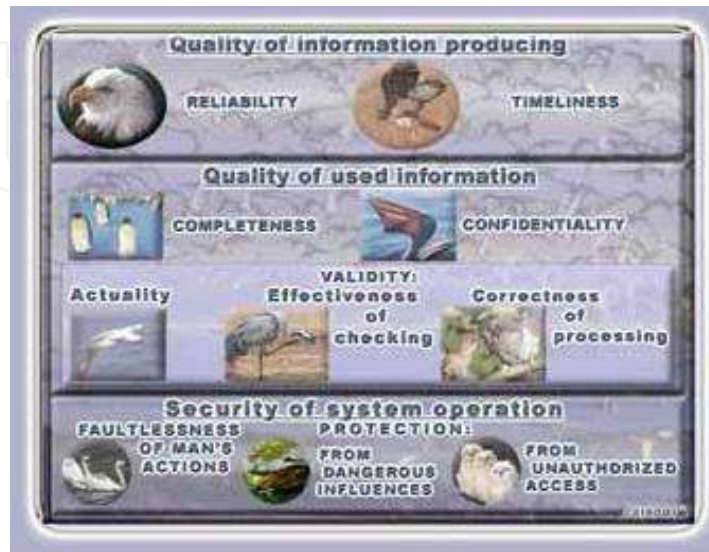 Quality of information producing
RELIABILITY
TIMELINESS
Quality of used information
COMPLETENESS
CONFIDENTIALITY
VALIDITY:
Actuality
Effectiveness
of
checking
Correctness
of
processing
Security of system operation
FAULTLESSNESS
OF MAN'S
ACTIONS
PROTECTION:
FROM
DANGEROUS
INFLUENCES
FROM
UNAUTHORIZED
ACCESS